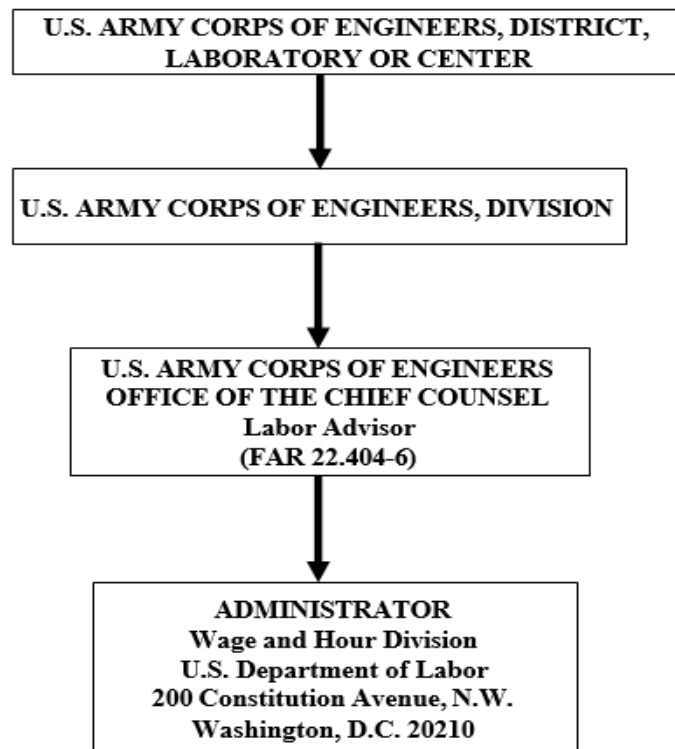 U.S. ARMY CORPS OF ENGINEERS, DISTRICT,
LABORATORY OR CENTER
U.S. ARMY CORPS OF ENGINEERS, DIVISION
U.S. ARMY CORPS OF ENGINEERS
OFFICE OF THE CHIEF COUNSEL
Labor Advisor
(FAR 22.404-6)
ADMINISTRATOR
Wage and Hour Division
U.S. Department of Labor
200 Constitution Avenue, N.W.
Washington, D.C. 20210